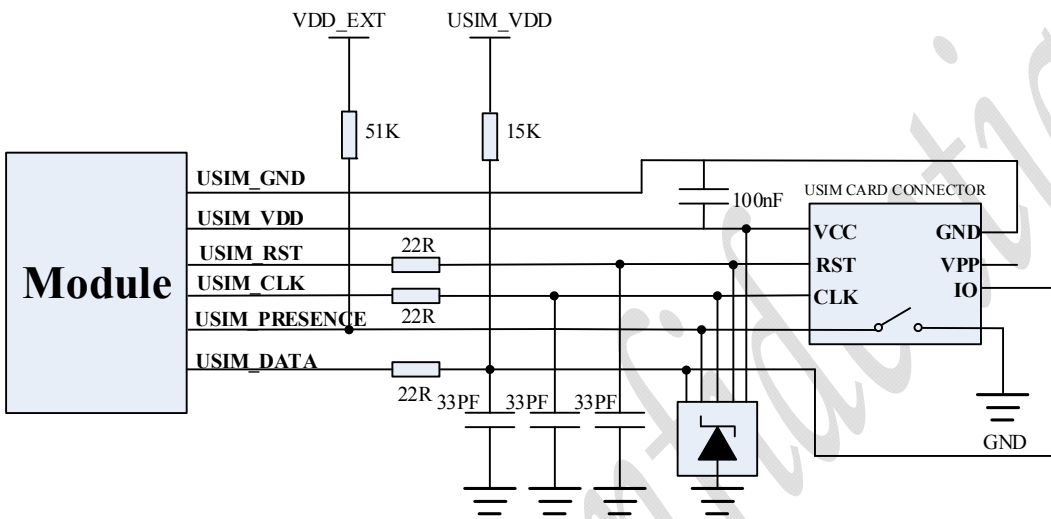 VDD_EXT
USIM_VDD
51K
15K
Module
USIM_GND
USIM_VDD
USIM_RST
USIM_CLK
USIM_PRESENCE
USIM_DATA
22R
22R
22R
33PF
33PF
33PF
100nF
USIM CARD CONNECTOR
VCC
GND
RST
VPP
CLK
IO
GND